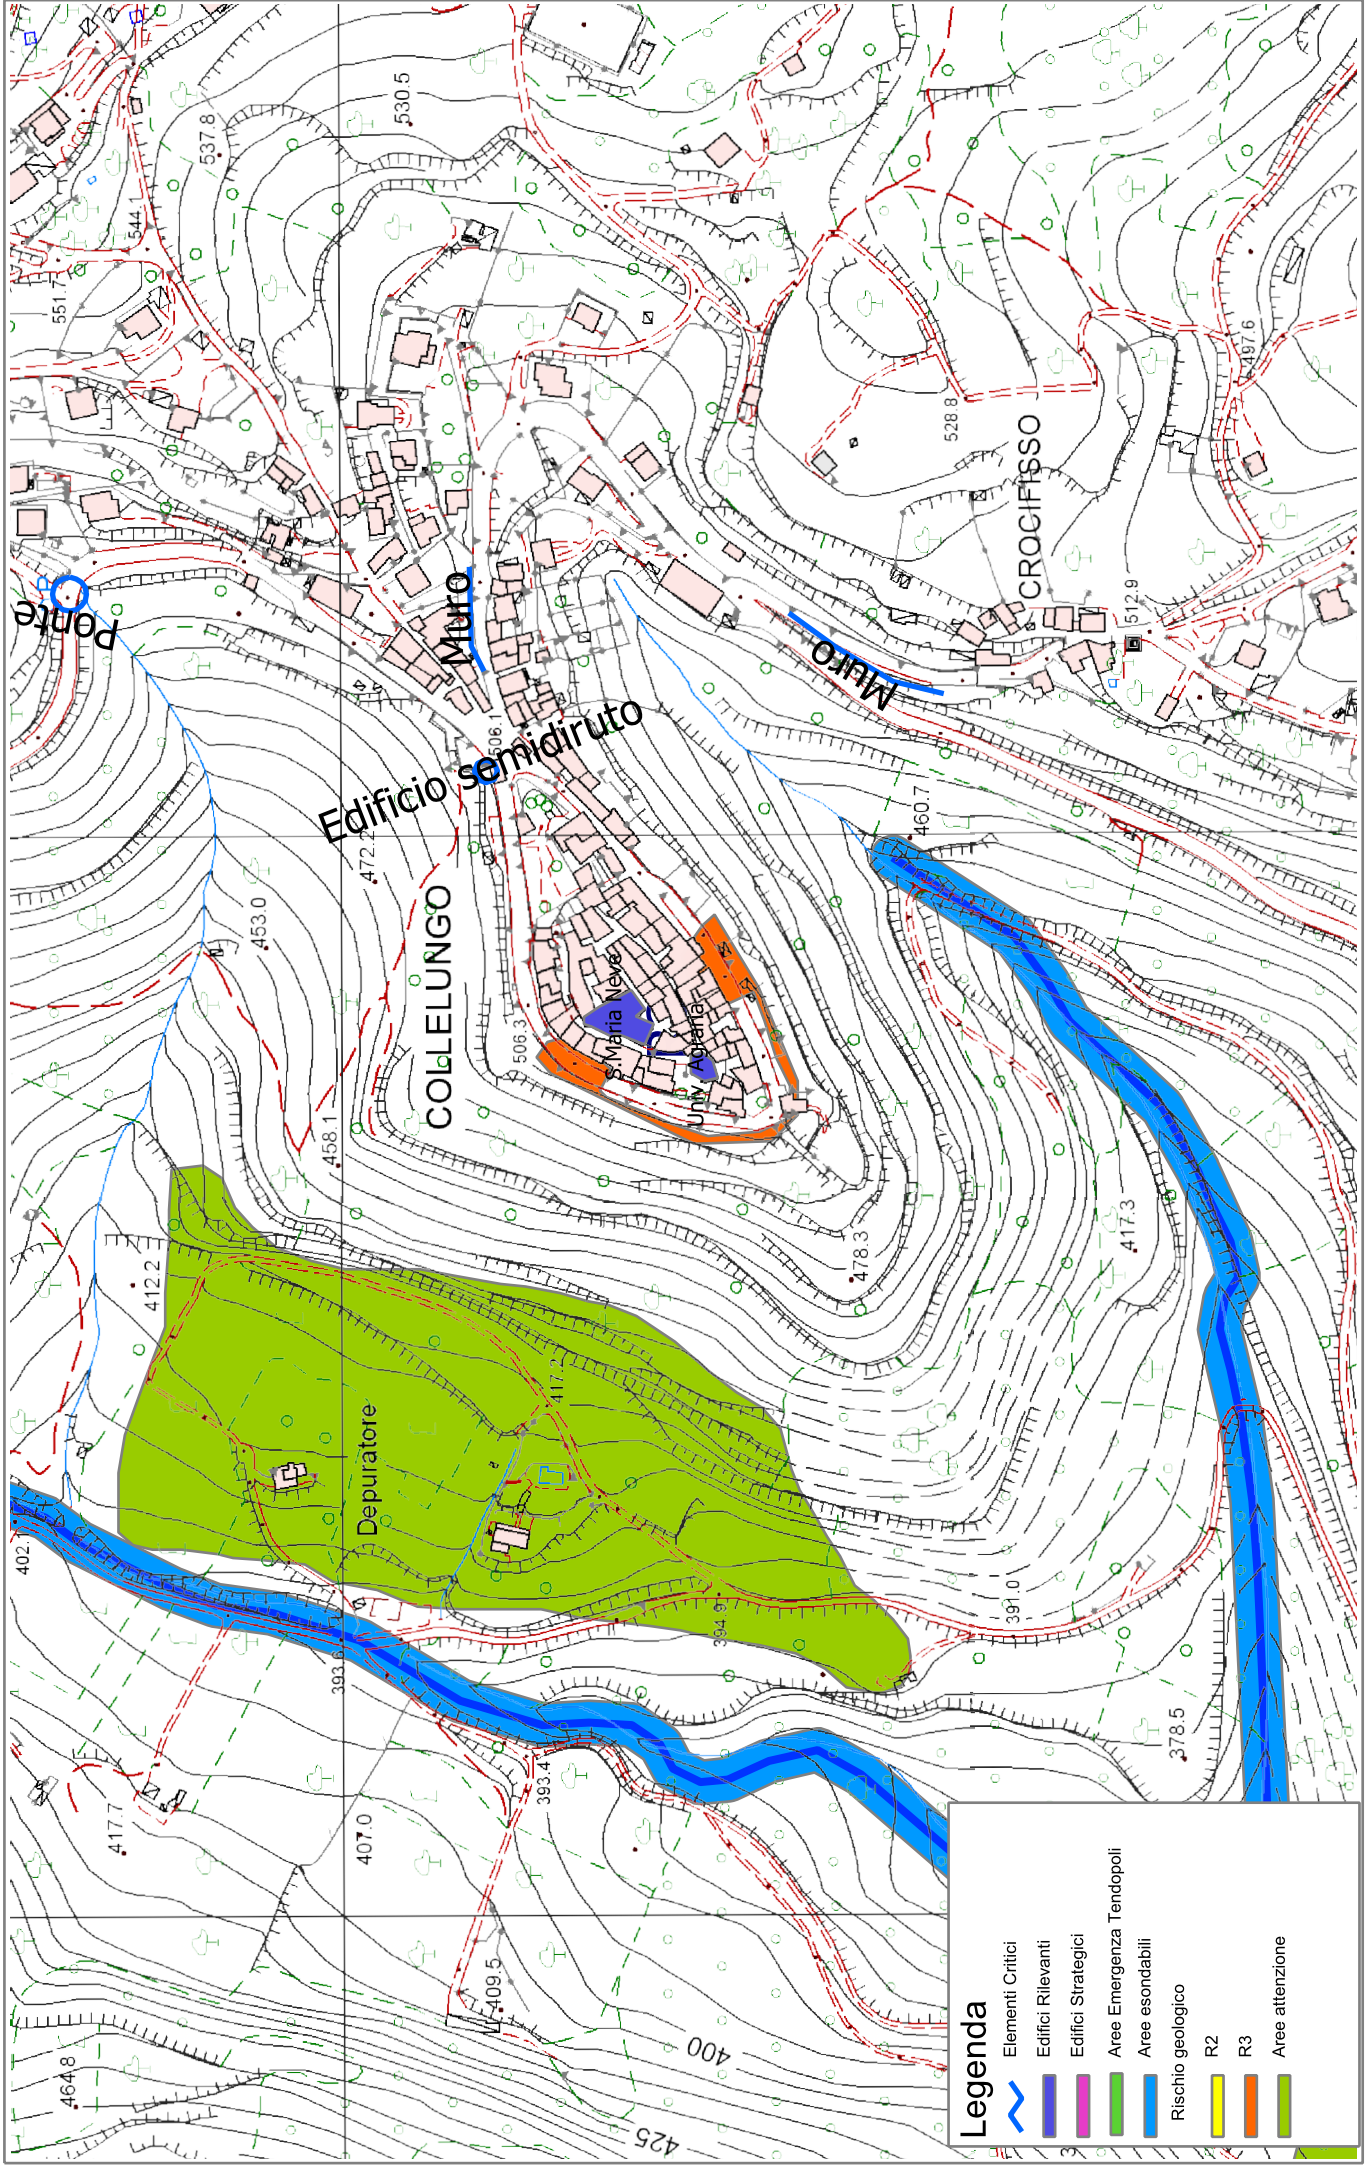 537.8
530.5
544.1
551.7
497.6
528.8
CROCIFISSO
512.9
Ponte
Muro
Muro
506.1
Edificio semidiruto
472.2
460.7
453.0
COLLELUNGO
506.3
S.Maria Neve
Univ. Agraria
458.1
417.3
478.3
412.2
417.2
Depuratore
402.1
394.9
391.0
393.6
378.5
393.4
417.7
407.0
409.5
464.8
400
425
Legenda
Elementi Critici
Edifici Rilevanti
Edifici Strategici
Aree Emergenza Tendopoli
Aree esondabili
Rischio geologico
R2
R3
Aree attenzione